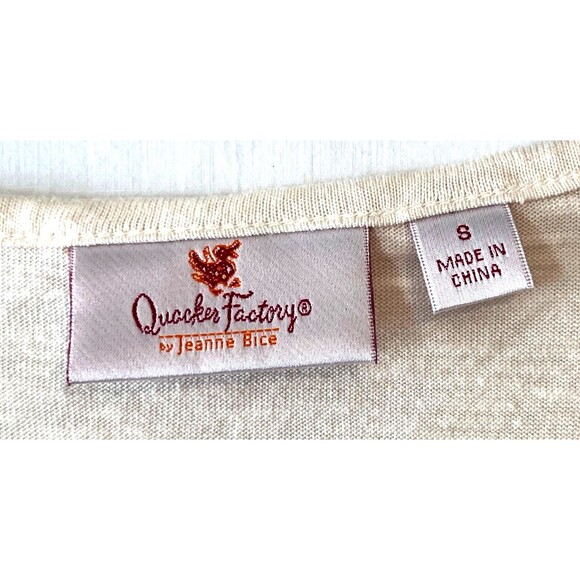 Quacker Factory®
by Jeanne Bice
S
MADE IN
CHINA